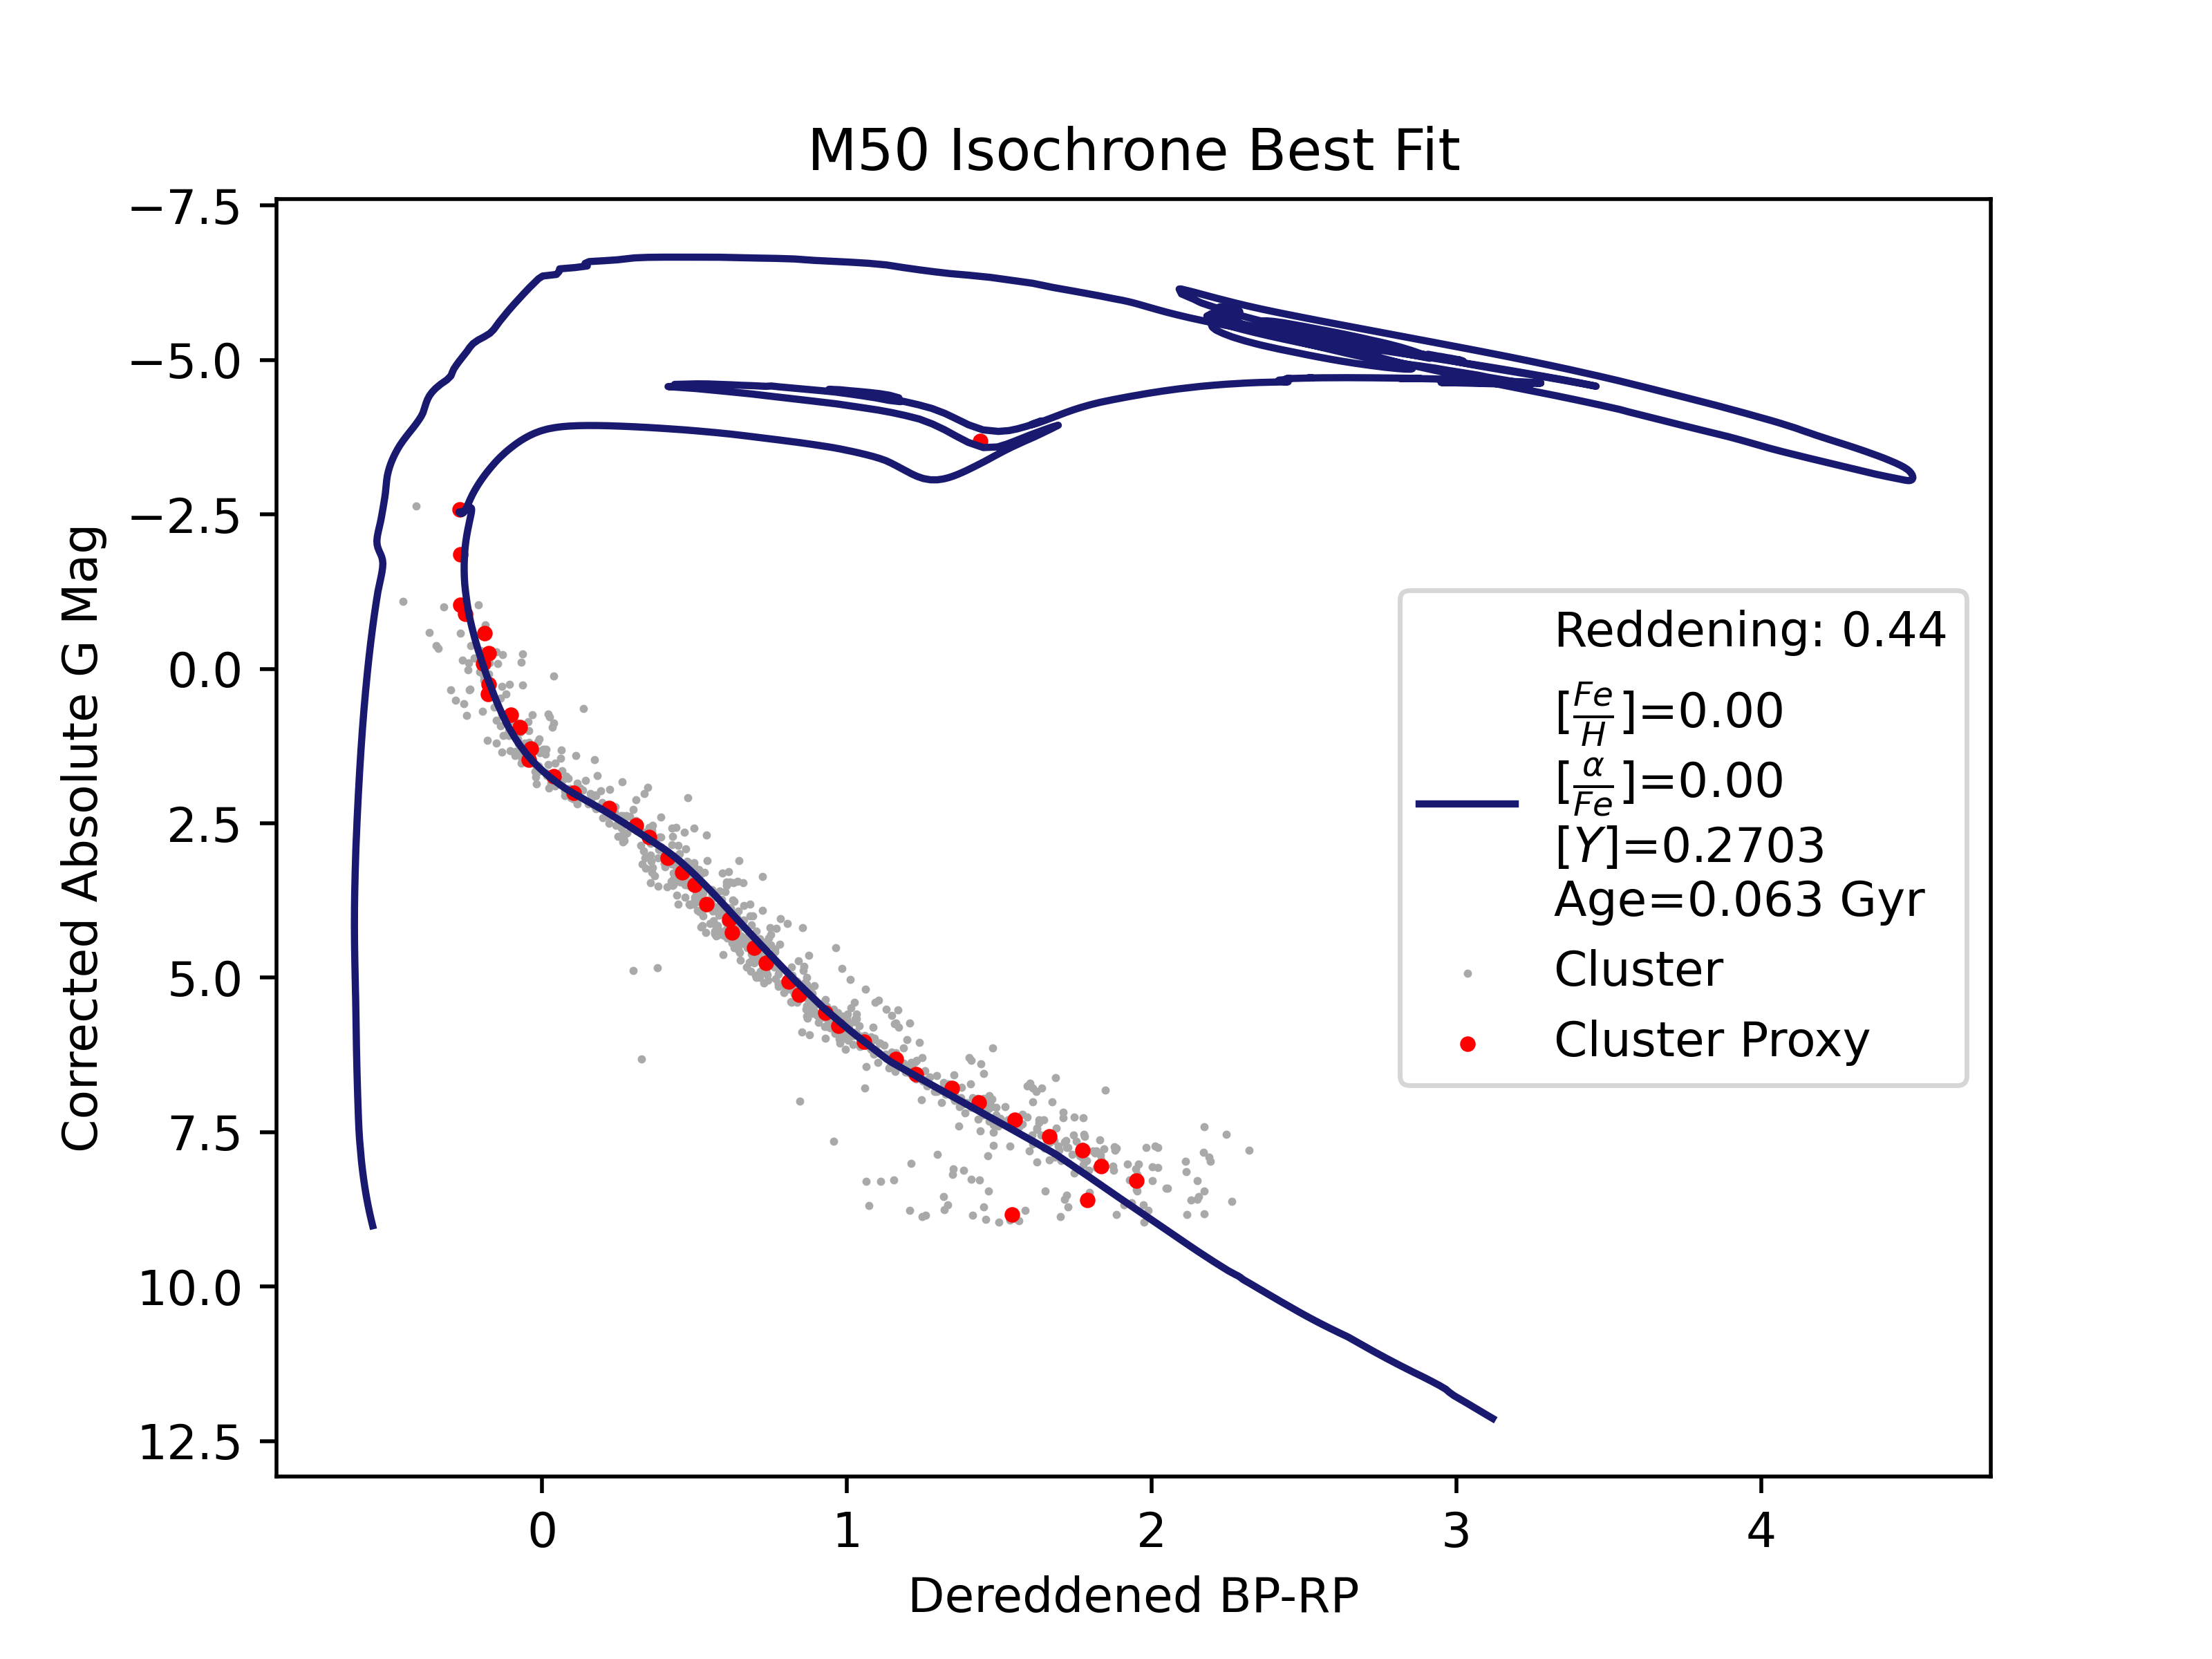 M50 Isochrone Best Fit
−7.5
−5.0
−2.5
0.0
2.5
5.0
7.5
10.0
12.5
Corrected Absolute G Mag
Reddening: 0.44
[Fe/H]=0.00
[α/Fe]=0.00
[Y]=0.2703
Age=0.063 Gyr
Cluster
Cluster Proxy
0 1 2 3 4
Dereddened BP-RP